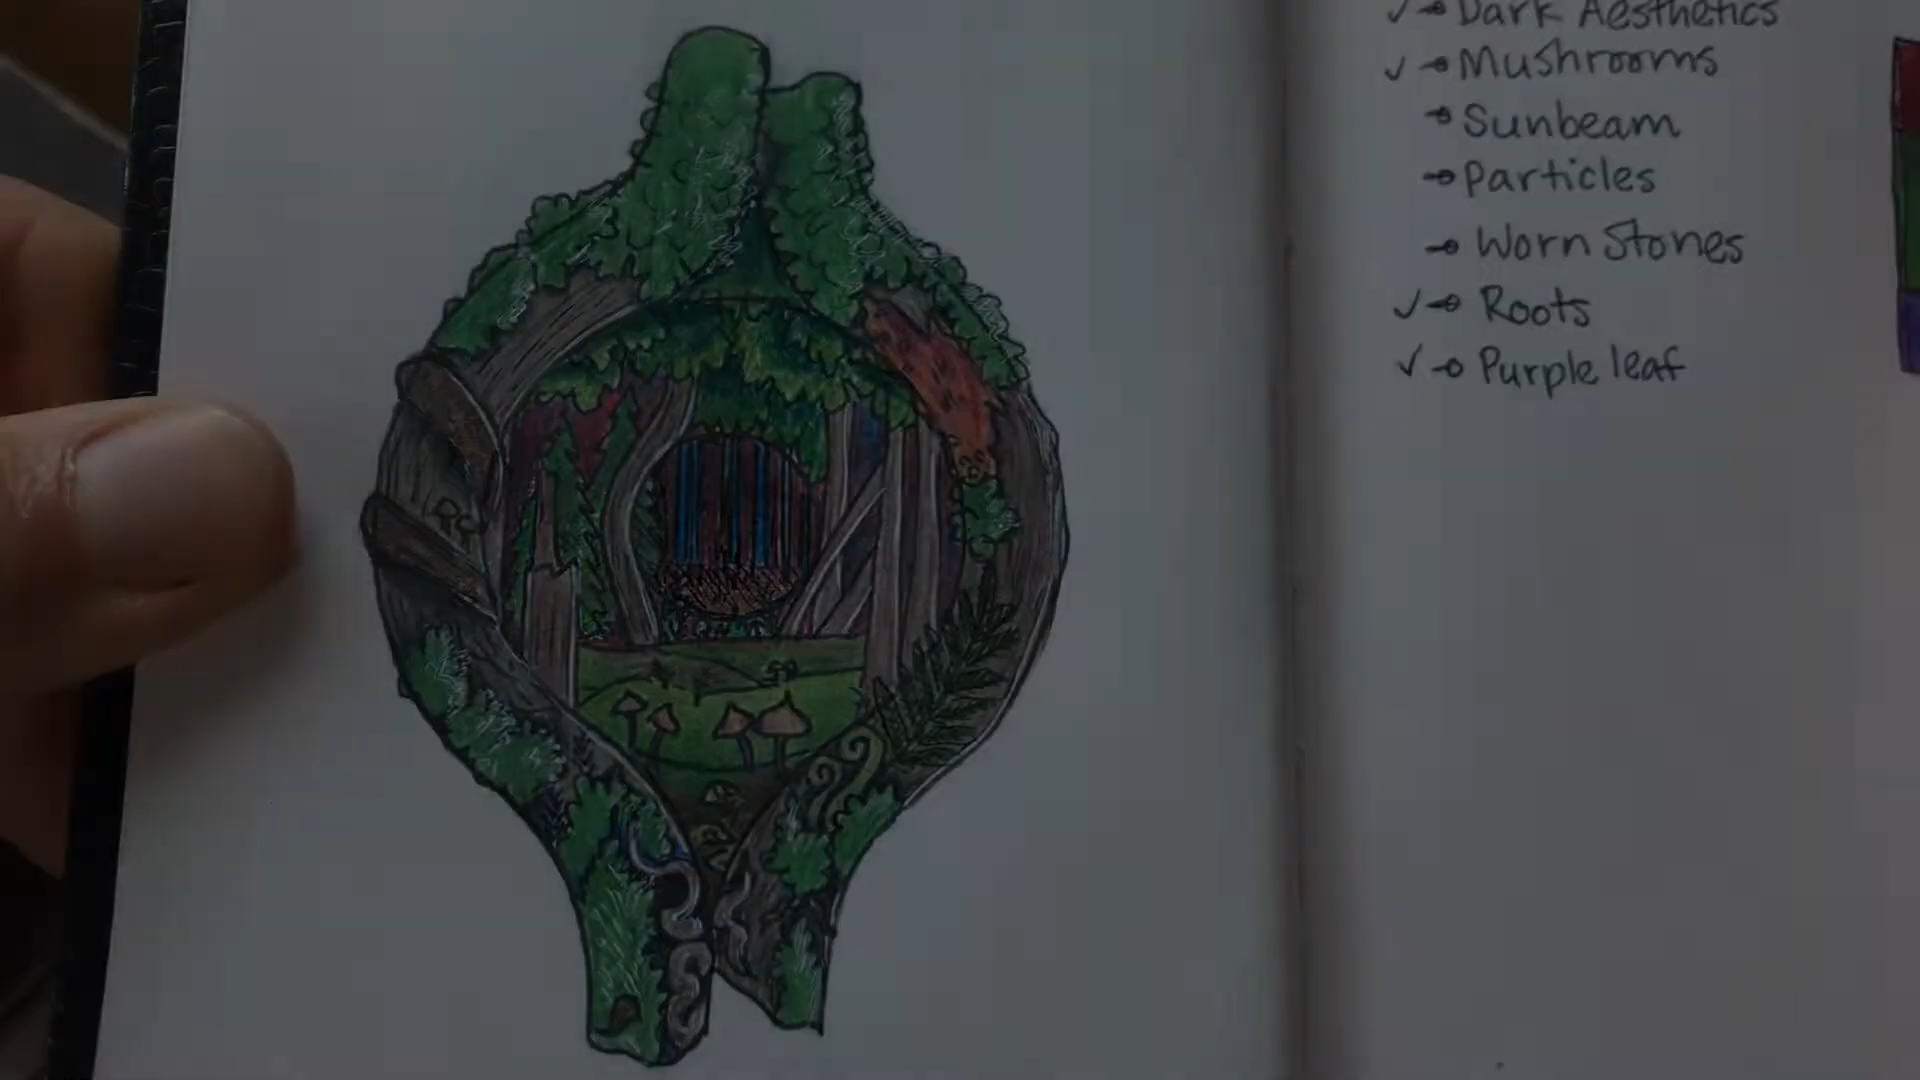 ✓ → Dark Aesthetics
✓ → Mushrooms
→ Sunbeam
→ Particles
→ Worn Stones
✓ → Roots
✓ → Purple leaf